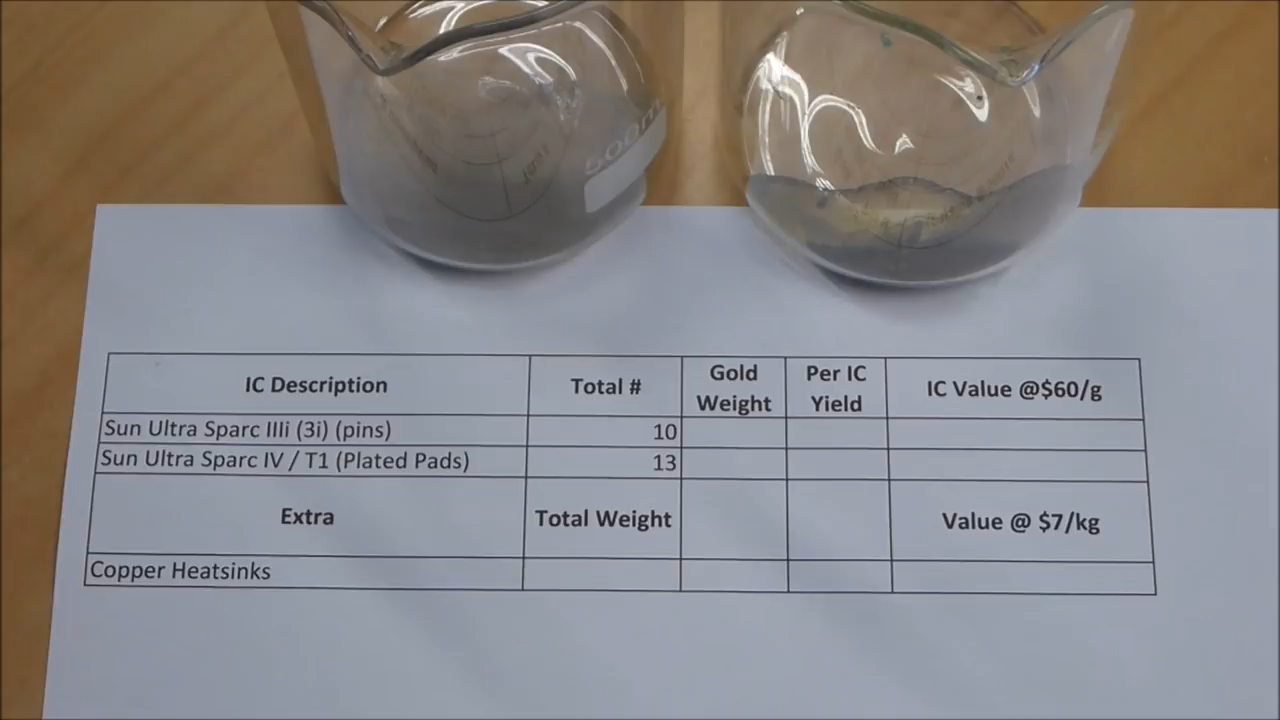 500m
IC Description Total # Gold Weight Per IC Yield IC Value @$60/g
Sun Ultra Sparc IIIi (3i) (pins) 10
Sun Ultra Sparc IV / T1 (Plated Pads) 13
Extra Total Weight Value @ $7/kg
Copper Heatsinks